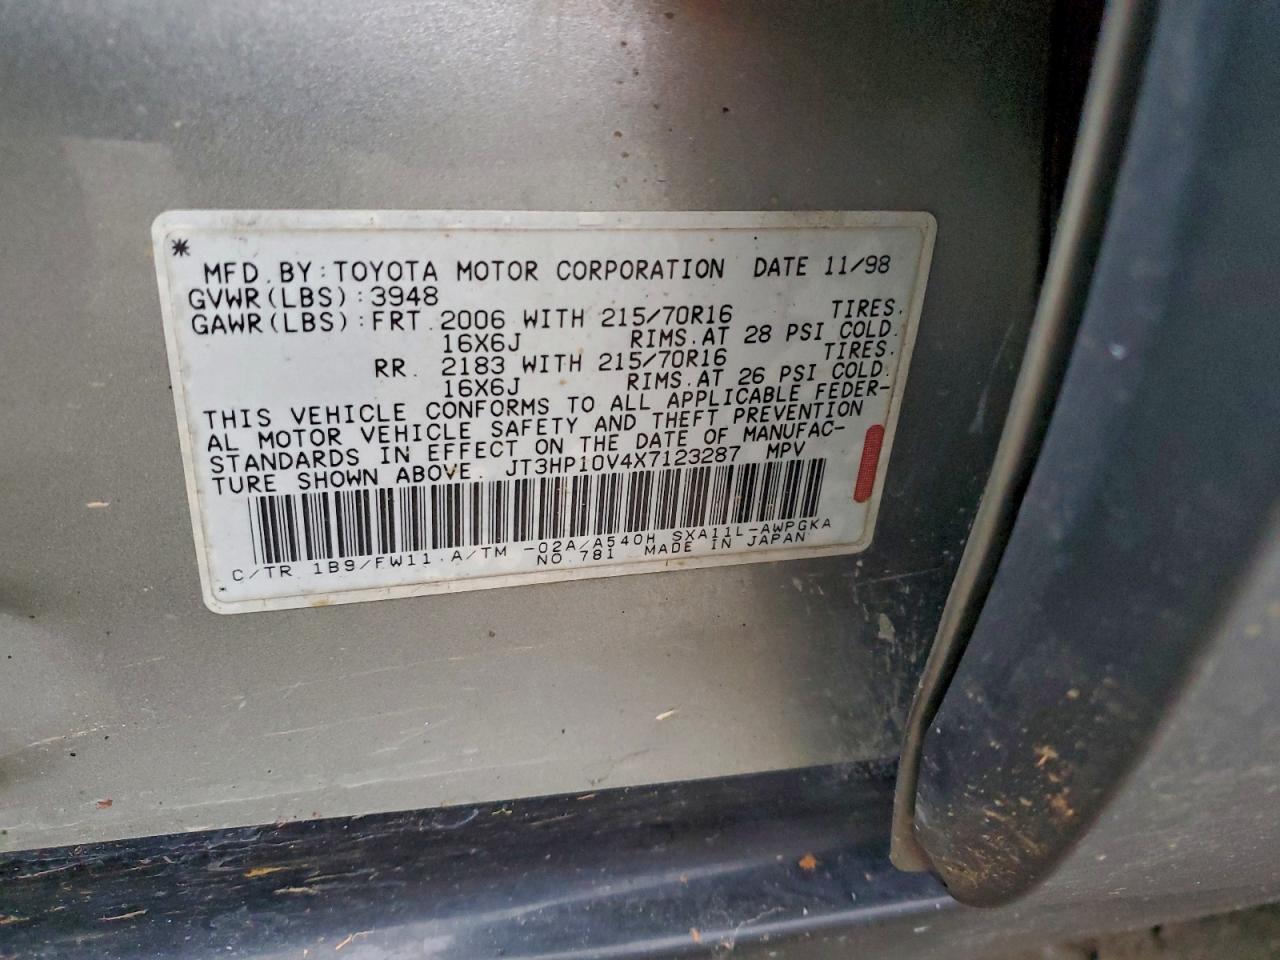 MFD. BY: TOYOTA MOTOR CORPORATION DATE 11/98
GVWR(LBS):3948
GAWR(LBS):FRT. 2006 WITH 215/70R16 TIRES.
16X6J RIMS.AT 28 PSI COLD.
RR. 2183 WITH 215/70R16 TIRES.
16X6J RIMS.AT 26 PSI COLD.
THIS VEHICLE CONFORMS TO ALL APPLICABLE FEDER-
AL MOTOR VEHICLE SAFETY AND THEFT PREVENTION
STANDARDS IN EFFECT ON THE DATE OF MANUFAC-
TURE SHOWN ABOVE. JT3HP10V4X7123287 MPV
C/TR 1B9/FW11.A/TM -02A/A540H SXA11L-AWPGKA
NO.781 MADE IN JAPAN